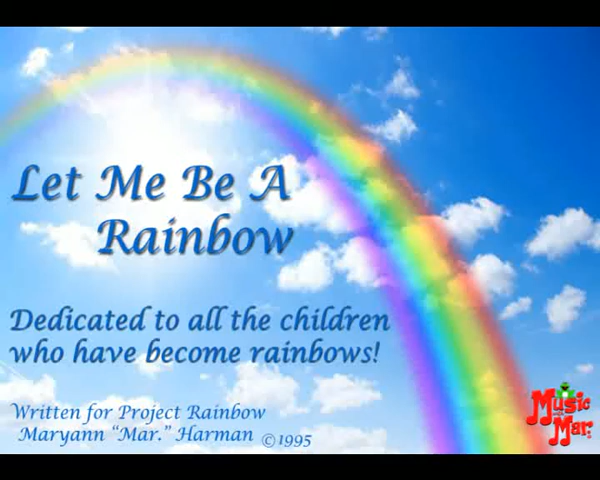 Let Me Be A
Rainbow
Dedicated to all the children
who have become rainbows!
Written for Project Rainbow
Maryann "Mar." Harman ©1995
Music
with
Mar.